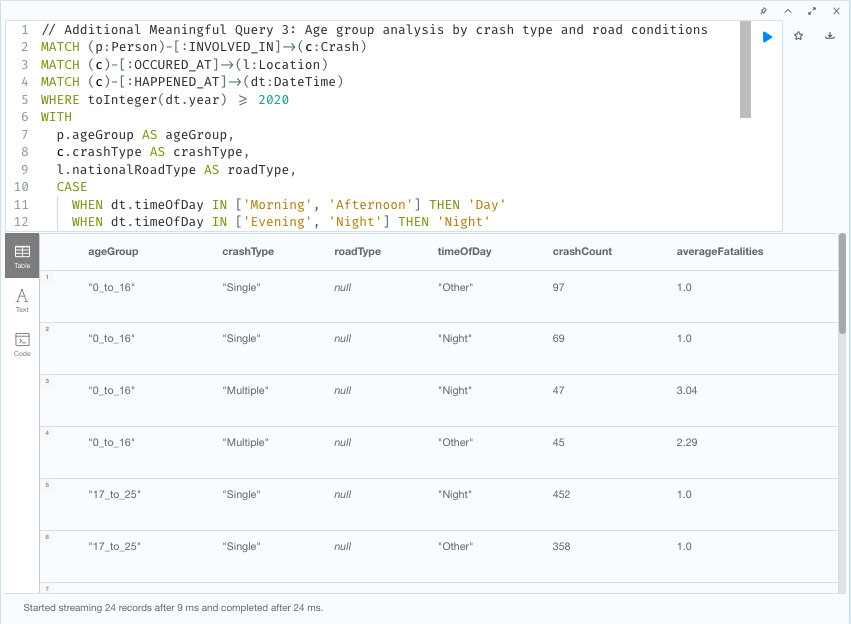 1 // Additional Meaningful Query 3: Age group analysis by crash type and road conditions
2 MATCH (p:Person)-[:INVOLVED_IN]→(c:Crash)
3 MATCH (c)-[:OCCURED_AT]→(l:Location)
4 MATCH (c)-[:HAPPENED_AT]→(dt:DateTime)
5 WHERE toInteger(dt.year) ⩾ 2020
6 WITH
7 p.ageGroup AS ageGroup,
8 c.crashType AS crashType,
9 l.nationalRoadType AS roadType,
10 CASE
11 WHEN dt.timeOfDay IN ['Morning', 'Afternoon'] THEN 'Day'
12 WHEN dt.timeOfDay IN ['Evening', 'Night'] THEN 'Night'
Table
Text
Code
ageGroup crashType roadType timeOfDay crashCount averageFatalities
1 "0_to_16" "Single" null "Other" 97 1.0
2 "0_to_16" "Single" null "Night" 69 1.0
3 "0_to_16" "Multiple" null "Night" 47 3.04
4 "0_to_16" "Multiple" null "Other" 45 2.29
5 "17_to_25" "Single" null "Night" 452 1.0
6 "17_to_25" "Single" null "Other" 358 1.0
7
Started streaming 24 records after 9 ms and completed after 24 ms.